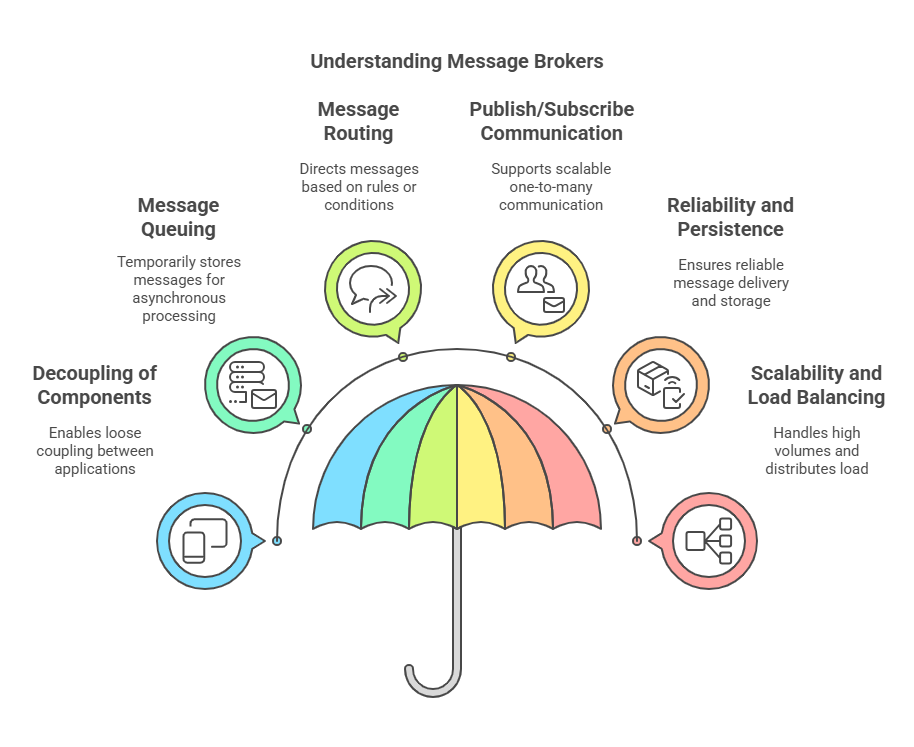 Understanding Message Brokers
Message
Routing
Directs messages
based on rules or
conditions
Publish/Subscribe
Communication
Supports scalable
one-to-many
communication
Message
Queuing
Temporarily stores
messages for
asynchronous
processing
Reliability and
Persistence
Ensures reliable
message delivery
and storage
Decoupling of
Components
Enables loose
coupling between
applications
Scalability and
Load Balancing
Handles high
volumes and
distributes load